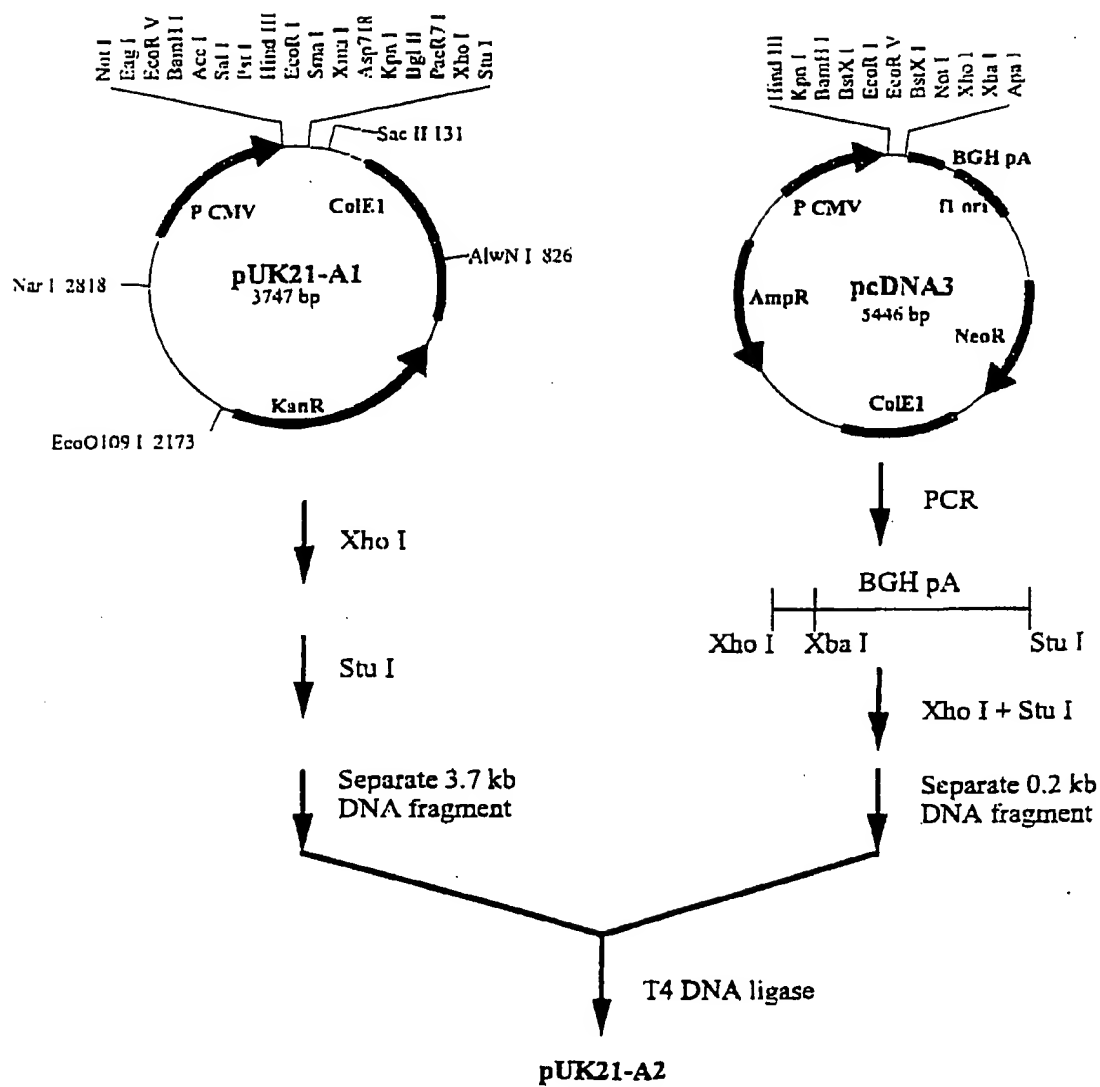 Not I
Eag I
EcoR V
BamH I
Acc I
Sal I
Pst I
Hind III
EcoR I
Sma I
Xma I
Asp718
Kpn I
Bgl II
PaeR7 I
Xho I
Stu I
Sac II 131
P CMV
ColE1
AlwN I 826
pUK21-A1
3747 bp
Nar I 2818
KanR
EcoO109 I 2173
Xho I
Stu I
Separate 3.7 kb
DNA fragment
Hind III
Kpn I
BamH I
BstX I
EcoR I
EcoR V
BstX I
Not I
Xho I
Xba I
Apa I
BGH pA
P CMV
f1 ori
pcDNA3
5446 bp
AmpR
NeoR
ColE1
PCR
BGH pA
Xho I
Xba I
Stu I
Xho I + Stu I
Separate 0.2 kb
DNA fragment
T4 DNA ligase
pUK21-A2